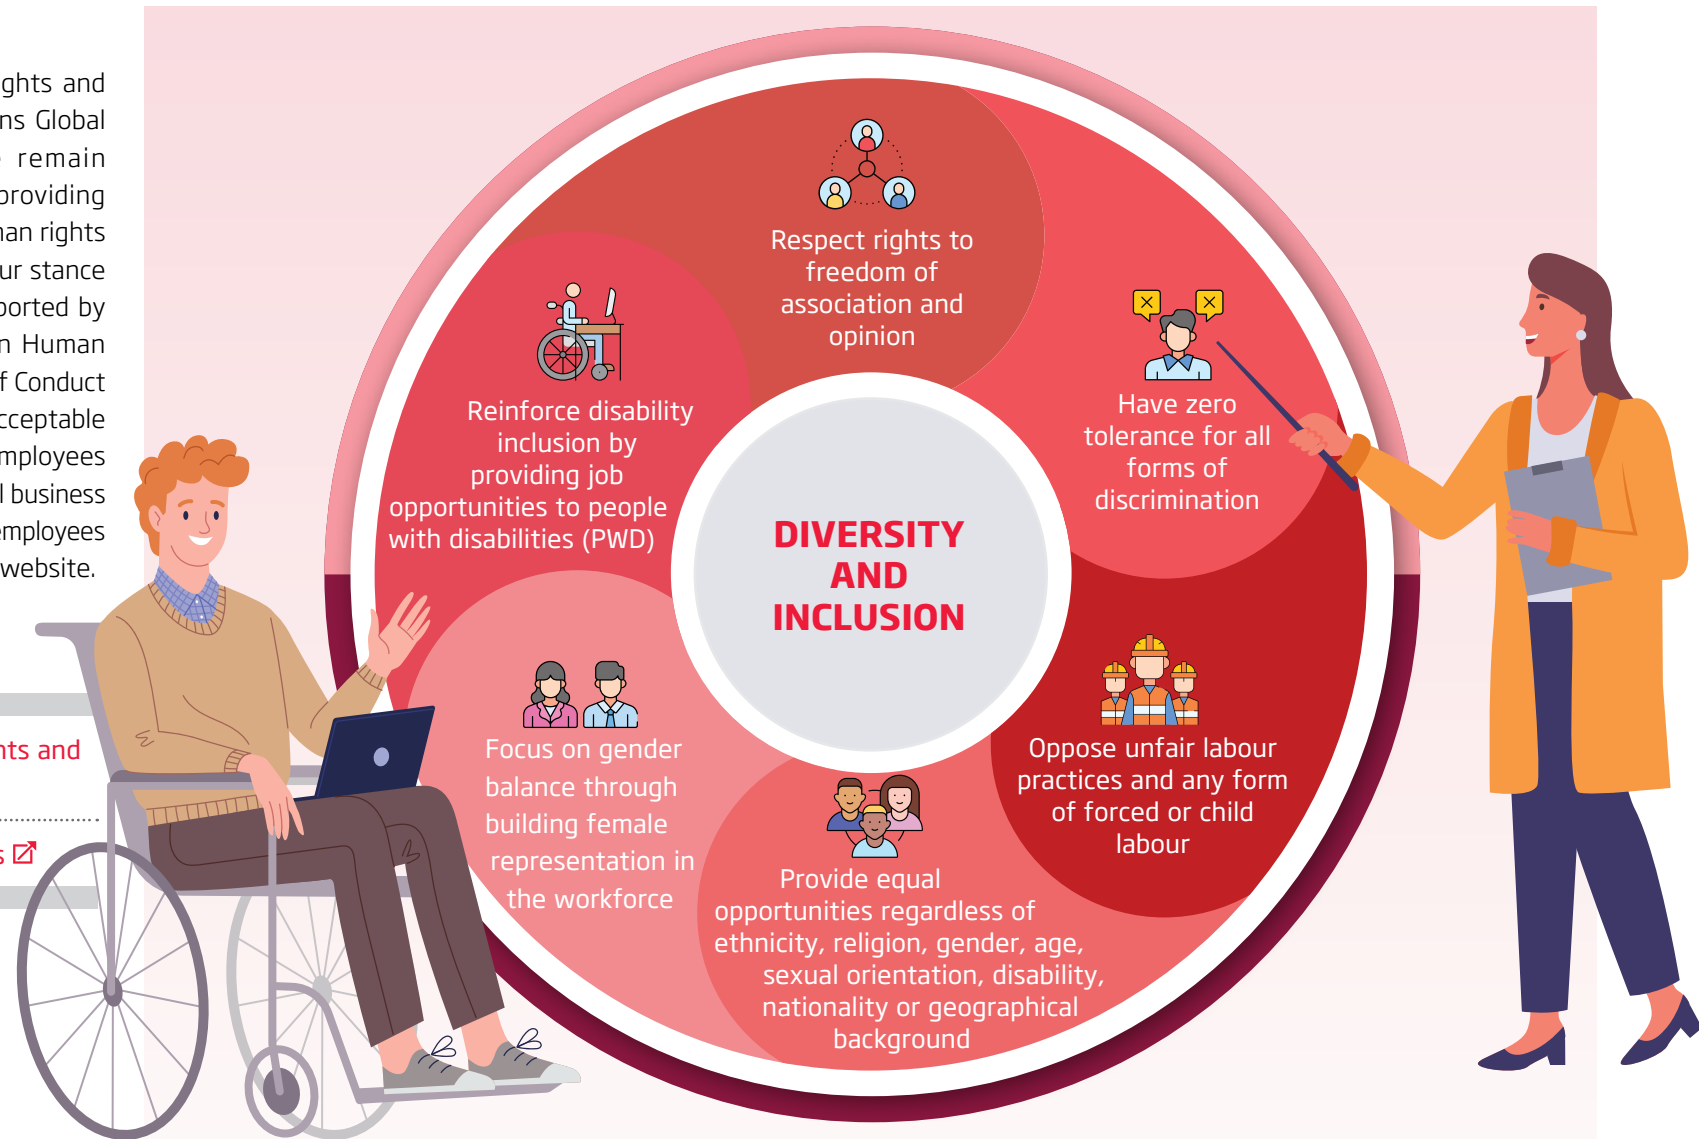 ghts and
ns Global
remain
providing
man rights
ur stance
ported by
n Human
f Conduct
cceptable
mployees
l business
employees
website.
nts and
s
Respect rights to
freedom of
association and
opinion
Have zero
tolerance for all
forms of
discrimination
Oppose unfair labour
practices and any form
of forced or child
labour
Provide equal
opportunities regardless of
ethnicity, religion, gender, age,
sexual orientation, disability,
nationality or geographical
background
Focus on gender
balance through
building female
representation in
the workforce
Reinforce disability
inclusion by
providing job
opportunities to people
with disabilities (PWD)
DIVERSITY
AND
INCLUSION